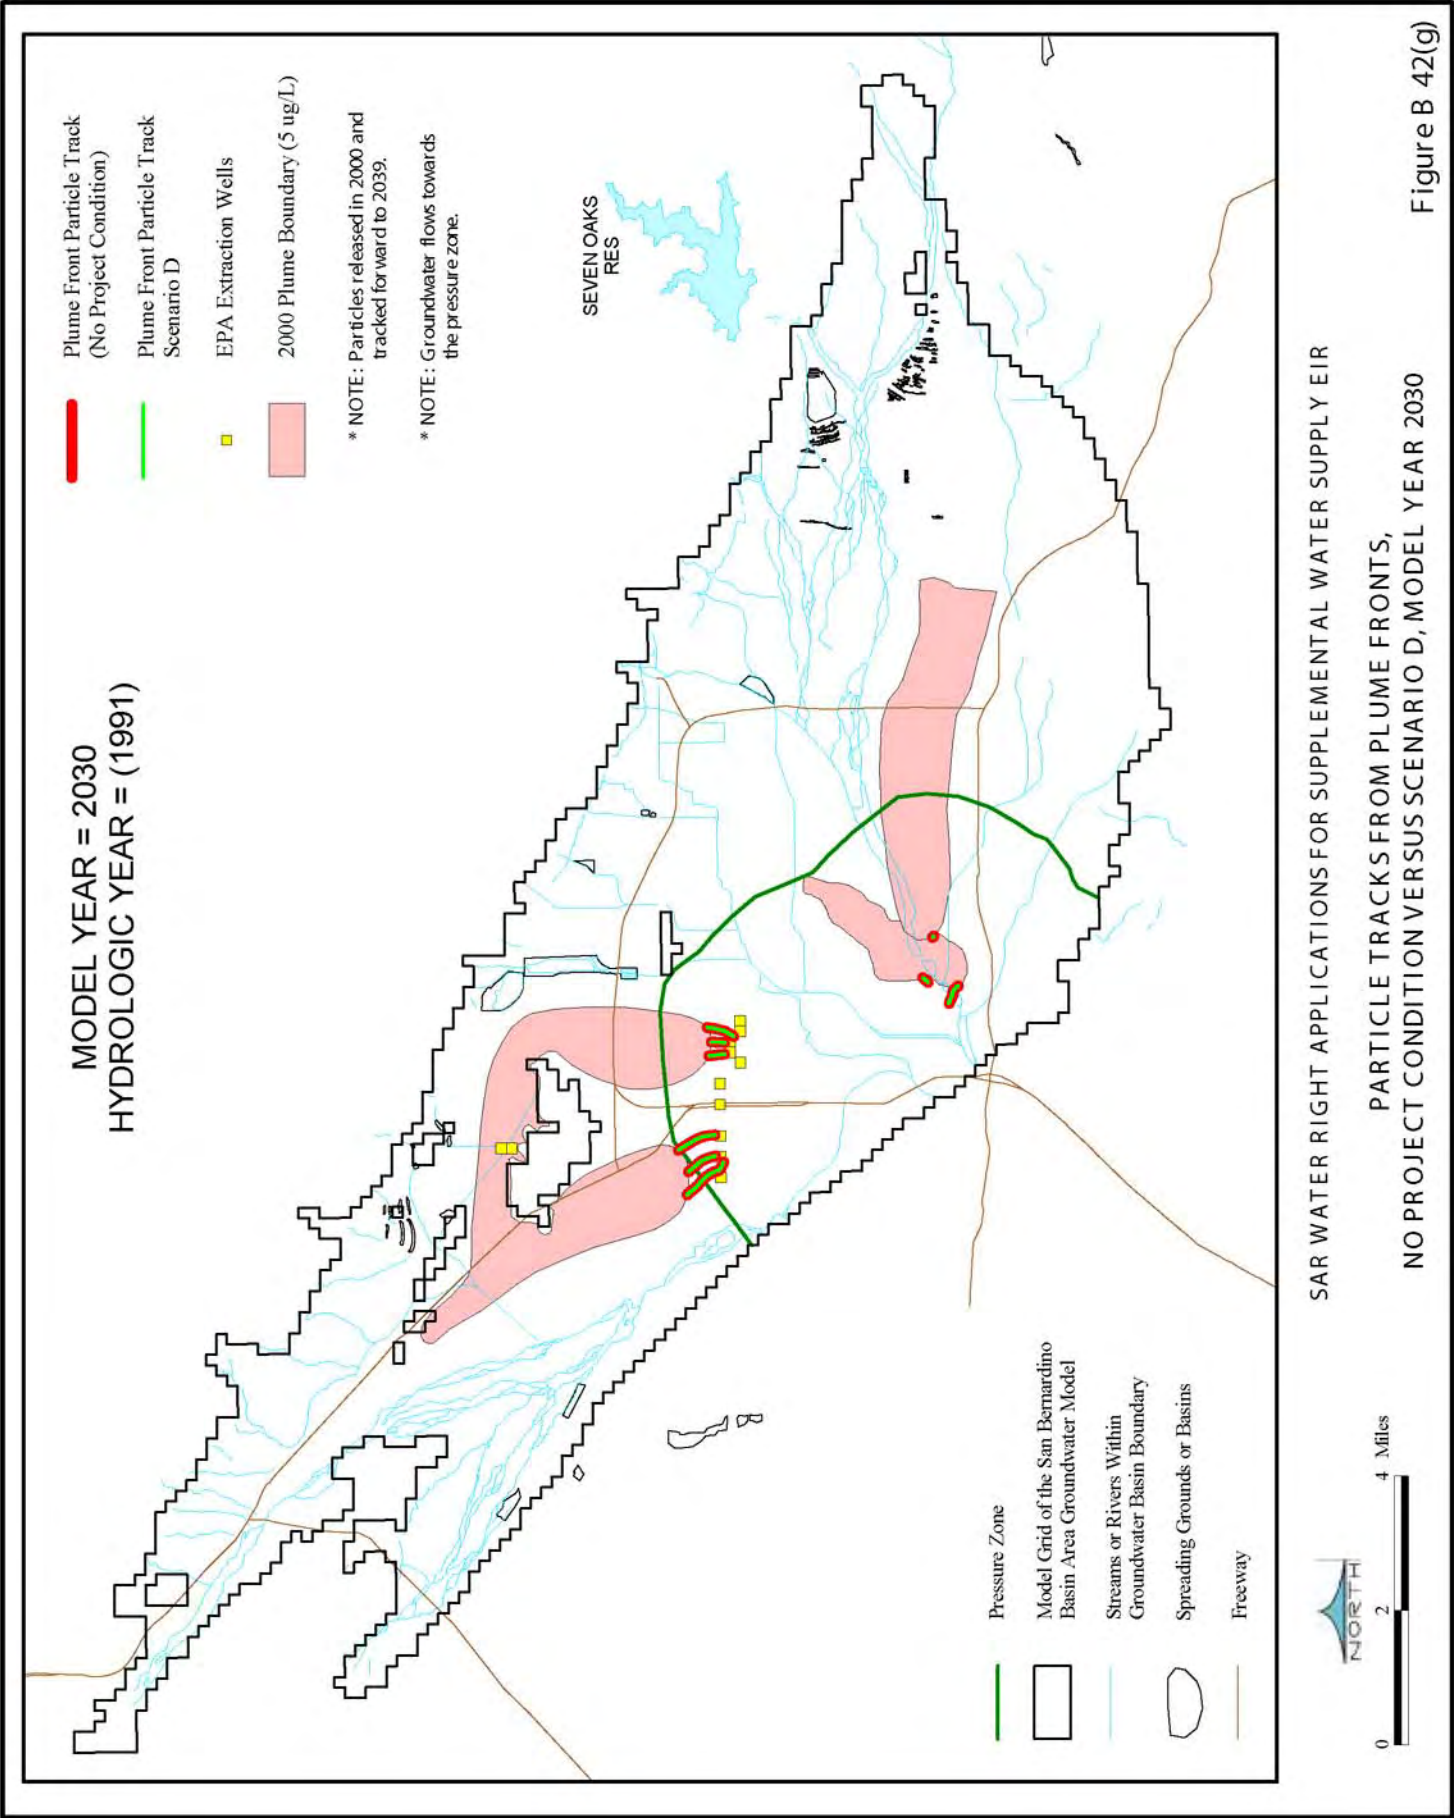 MODEL YEAR = 2030
HYDROLOGIC YEAR = (1991)
Plume Front Particle Track
(No Project Condition)
Plume Front Particle Track
Scenario D
EPA Extraction Wells
2000 Plume Boundary (5 ug/L)
* NOTE: Particles released in 2000 and
tracked forward to 2039.
* NOTE: Groundwater flows towards
the pressure zone.
SEVEN OAKS
RES
Pressure Zone
Model Grid of the San Bernardino
Basin Area Groundwater Model
Streams or Rivers Within
Groundwater Basin Boundary
Spreading Grounds or Basins
Freeway
NORTH
0 2 4 Miles
SAR WATER RIGHT APPLICATIONS FOR SUPPLEMENTAL WATER SUPPLY EIR
PARTICLE TRACKS FROM PLUME FRONTS,
NO PROJECT CONDITION VERSUS SCENARIO D, MODEL YEAR 2030
Figure B 42(g)